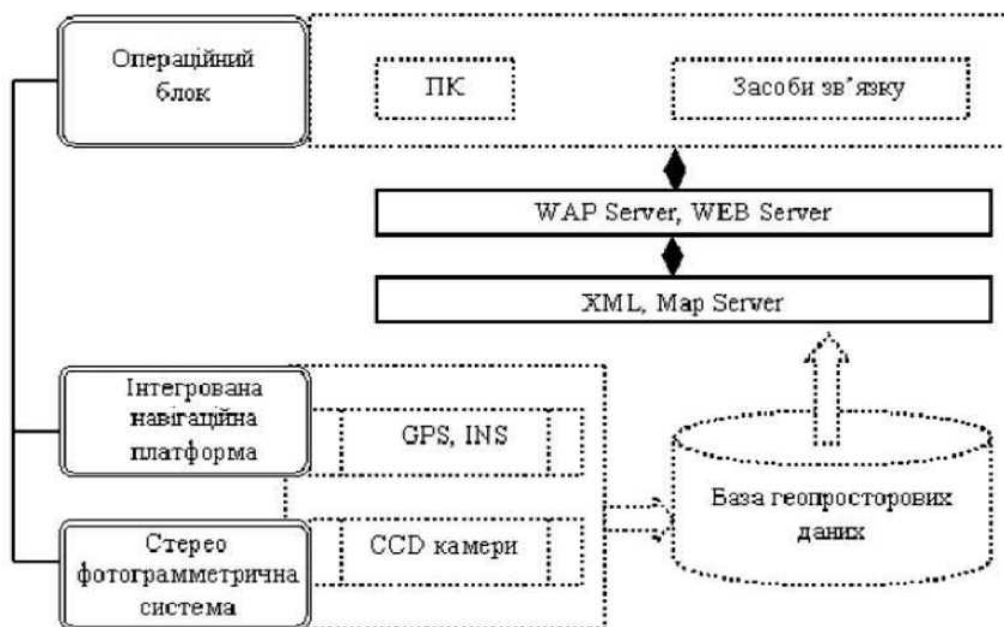 Операційний
блок
ПК
Засоби зв'язку
WAP Server, WEB Server
XML, Map Server
Інтегрована
навігаційна
платформа
GPS, INS
База геопросторових
даних
Стерео
фотограмметрична
система
CCD камери